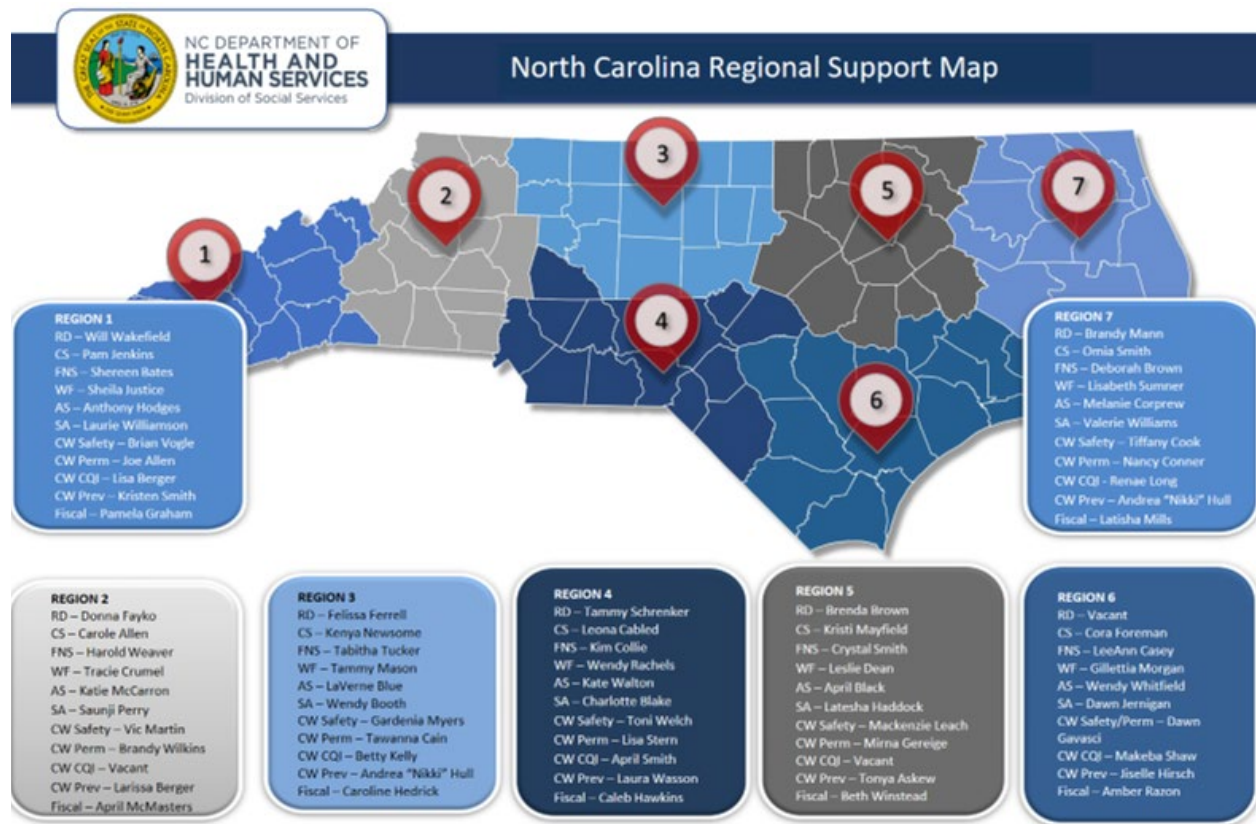 NC DEPARTMENT OF
HEALTH AND
HUMAN SERVICES
Division of Social Services
North Carolina Regional Support Map
1
2
3
4
5
6
7
REGION 1
RD – Will Wakefield
CS – Pam Jenkins
FNS – Shereen Bates
WF – Sheila Justice
AS – Anthony Hodges
SA – Laurie Williamson
CW Safety – Brian Vogle
CW Perm – Joe Allen
CW CQI – Lisa Berger
CW Prev – Kristen Smith
Fiscal – Pamela Graham
REGION 7
RD – Brandy Mann
CS – Omia Smith
FNS – Deborah Brown
WF – Lisabeth Sumner
AS – Melanie Corprew
SA – Valerie Williams
CW Safety – Tiffany Cook
CW Perm – Nancy Conner
CW CQI - Renae Long
CW Prev – Andrea "Nikki" Hull
Fiscal – Latisha Mills
REGION 2
RD – Donna Fayko
CS – Carole Allen
FNS – Harold Weaver
WF – Tracie Crumel
AS – Katie McCarron
SA – Saunji Perry
CW Safety – Vic Martin
CW Perm – Brandy Wilkins
CW CQI – Vacant
CW Prev – Larissa Berger
Fiscal – April McMasters
REGION 3
RD – Felissa Ferrell
CS – Kenya Newsome
FNS – Tabitha Tucker
WF – Tammy Mason
AS – LaVerne Blue
SA – Wendy Booth
CW Safety – Gardenia Myers
CW Perm – Tawanna Cain
CW CQI – Betty Kelly
CW Prev – Andrea "Nikki" Hull
Fiscal – Caroline Hedrick
REGION 4
RD – Tammy Schrenker
CS – Leona Cabled
FNS – Kim Collie
WF – Wendy Rachels
AS – Kate Walton
SA – Charlotte Blake
CW Safety – Toni Welch
CW Perm – Lisa Stern
CW CQI – April Smith
CW Prev – Laura Wasson
Fiscal – Caleb Hawkins
REGION 5
RD – Brenda Brown
CS – Kristi Mayfield
FNS – Crystal Smith
WF – Leslie Dean
AS – April Black
SA – Latesha Haddock
CW Safety – Mackenzie Leach
CW Perm – Mirna Gereige
CW CQI – Vacant
CW Prev – Tonya Askew
Fiscal – Beth Winstead
REGION 6
RD – Vacant
CS – Cora Foreman
FNS – LeeAnn Casey
WF – Gillettia Morgan
AS – Wendy Whitfield
SA – Dawn Jernigan
CW Safety/Perm – Dawn
Gavasci
CW CQI – Makeba Shaw
CW Prev – Jiselle Hirsch
Fiscal – Amber Razon